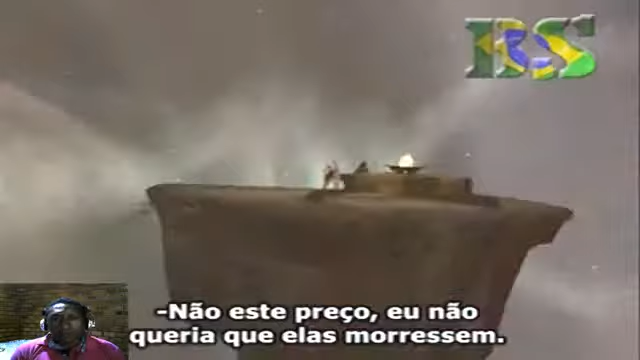 BS
-Não este preço, eu não
queria que elas morressem.